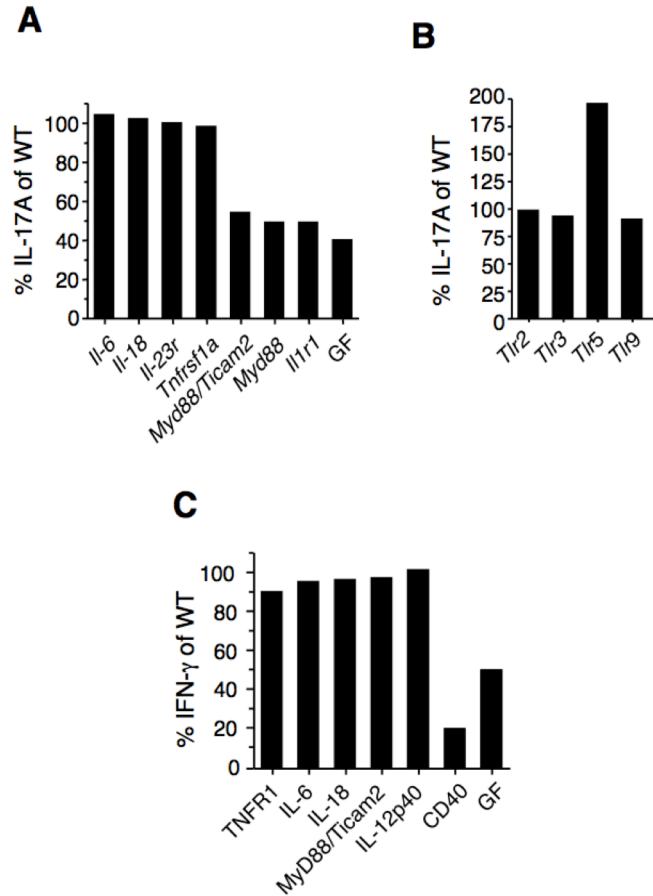 A
% IL-17A of WT
100
80
60
40
20
0
Il-6
Il-18
Il-23r
Tnfrsf1a
Myd88/Ticam2
Myd88
Il1r1
GF
B
% IL-17A of WT
200
175
150
125
100
75
50
25
0
Tlr2
Tlr3
Tlr5
Tlr9
C
% IFN-γ of WT
100
80
60
40
20
0
TNFR1
IL-6
IL-18
MyD88/Ticam2
IL-12p40
CD40
GF